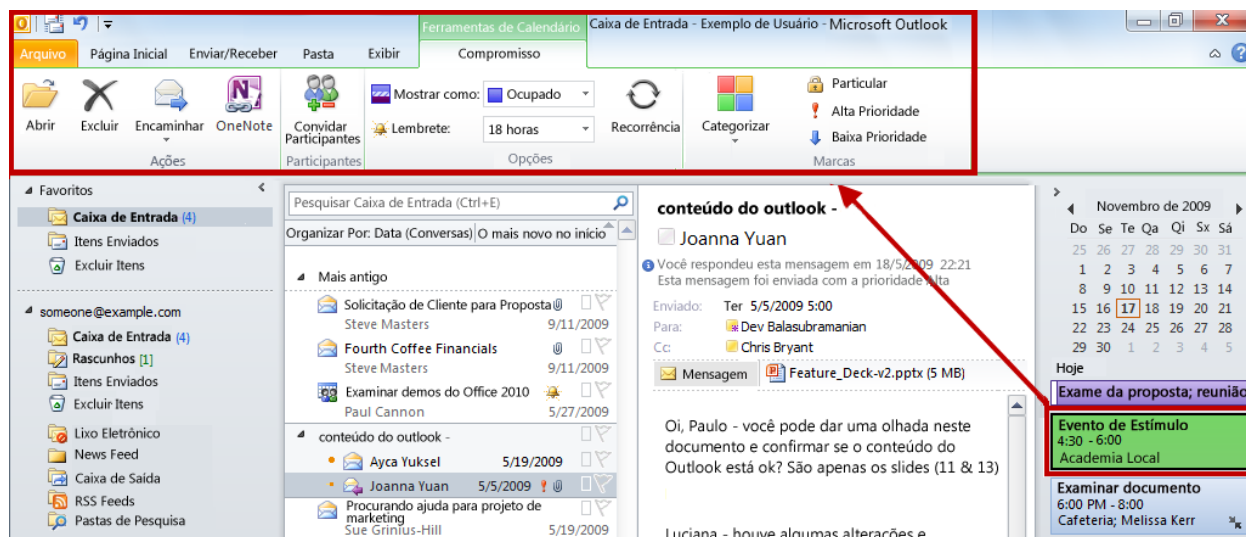 Ferramentas de Calendário
Caixa de Entrada - Exemplo de Usuário - Microsoft Outlook
Arquivo
Página Inicial
Enviar/Receber
Pasta
Exibir
Compromisso
Abrir
Excluir
Encaminhar
OneNote
Convidar
Participantes
Mostrar como: Ocupado
Lembrete: 18 horas
Recorrência
Categorizar
Particular
Alta Prioridade
Baixa Prioridade
Ações
Participantes
Opções
Marcas
Favoritos
Caixa de Entrada (4)
Itens Enviados
Excluir Itens
someone@example.com
Caixa de Entrada (4)
Rascunhos [1]
Itens Enviados
Excluir Itens
Lixo Eletrônico
News Feed
Caixa de Saída
RSS Feeds
Pastas de Pesquisa
Pesquisar Caixa de Entrada (Ctrl+E)
Organizar Por: Data (Conversas) O mais novo no início
Mais antigo
Solicitação de Cliente para Proposta
Steve Masters 9/11/2009
Fourth Coffee Financials
Steve Masters 9/11/2009
Examinar demos do Office 2010
Paul Cannon 5/27/2009
conteúdo do outlook -
Ayca Yuksel 5/19/2009
Joanna Yuan 5/5/2009
Procurando ajuda para projeto de
marketing
Sue Grinius-Hill 5/19/2009
conteúdo do outlook -
Joanna Yuan
Você respondeu esta mensagem em 18/5/2009 22:21
Esta mensagem foi enviada com a prioridade Alta
Enviado: Ter 5/5/2009 5:00
Para: Dev Balasubramanian
Cc: Chris Bryant
Mensagem
Feature_Deck-v2.pptx (5 MB)
Oi, Paulo - você pode dar uma olhada neste
documento e confirmar se o conteúdo do
Outlook está ok? São apenas os slides (11 & 13)
Luciana - houve algumas alterações e
Novembro de 2009
Do Se Te Qa Qi Sx Sá
25 26 27 28 29 30 31
1 2 3 4 5 6 7
8 9 10 11 12 13 14
15 16 17 18 19 20 21
22 23 24 25 26 27 28
29 30 1 2 3 4 5
Hoje
Exame da proposta; reunião
Evento de Estímulo
4:30 - 6:00
Academia Local
Examinar documento
6:00 PM - 8:00
Cafeteria; Melissa Kerr